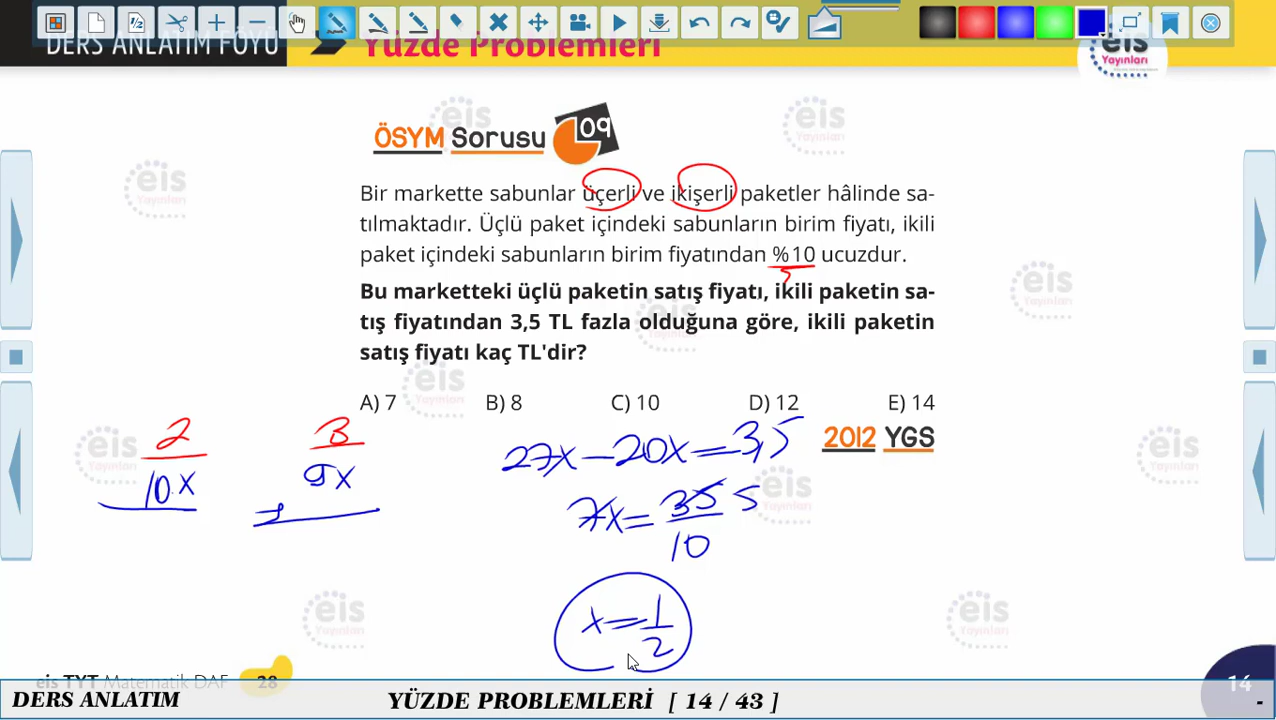 DERS ANLATIM FÖYÜ
Yüzde Problemleri
eis
Yayınları
ÖSYM Sorusu 09
Bir markette sabunlar üçerli ve ikişerli paketler hâlinde sa-
tılmaktadır. Üçlü paket içindeki sabunların birim fiyatı, ikili
paket içindeki sabunların birim fiyatından %10 ucuzdur.
Bu marketteki üçlü paketin satış fiyatı, ikili paketin sa-
tış fiyatından 3,5 TL fazla olduğuna göre, ikili paketin
satış fiyatı kaç TL'dir?
A) 7 B) 8 C) 10 D) 12 E) 14
2012 YGS
2 3
10x 9x
27x - 20x = 3,5
7x = 35 5
10
x = 1
2
eis TYT Matematik DAF 28
14
DERS ANLATIM YÜZDE PROBLEMLERİ [ 14 / 43 ] -